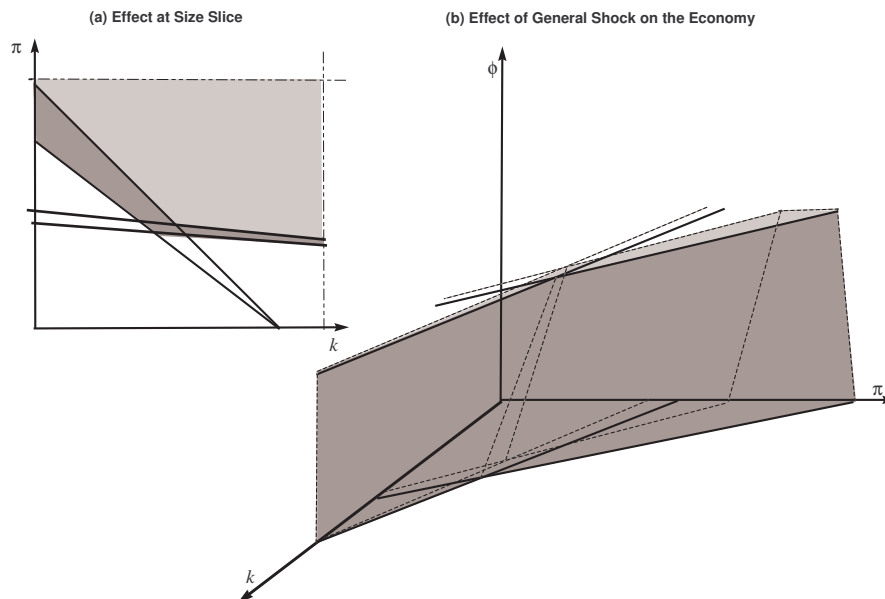 (a) Effect at Size Slice
(b) Effect of General Shock on the Economy
π
k
ϕ
π
k